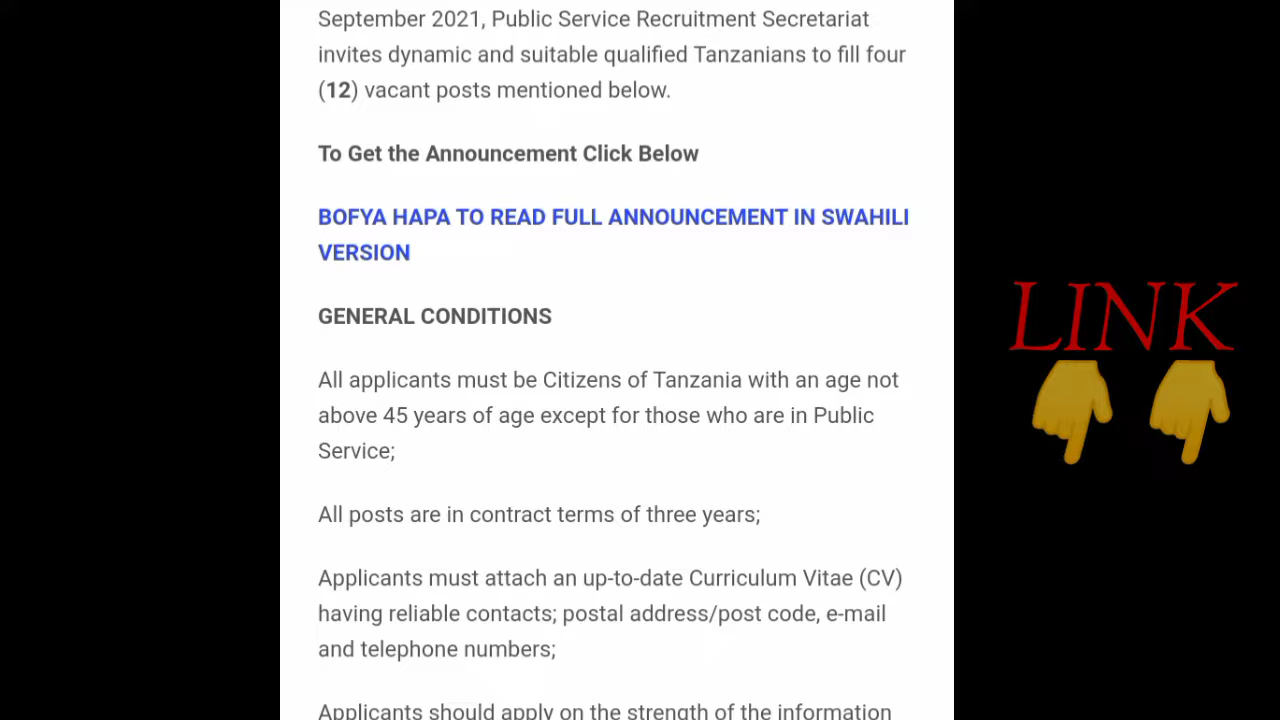 September 2021, Public Service Recruitment Secretariat
invites dynamic and suitable qualified Tanzanians to fill four
(12) vacant posts mentioned below.
To Get the Announcement Click Below
BOFYA HAPA TO READ FULL ANNOUNCEMENT IN SWAHILI
VERSION
GENERAL CONDITIONS
All applicants must be Citizens of Tanzania with an age not
above 45 years of age except for those who are in Public
Service;
All posts are in contract terms of three years;
Applicants must attach an up-to-date Curriculum Vitae (CV)
having reliable contacts; postal address/post code, e-mail
and telephone numbers;
Applicants should apply on the strength of the information
LINK